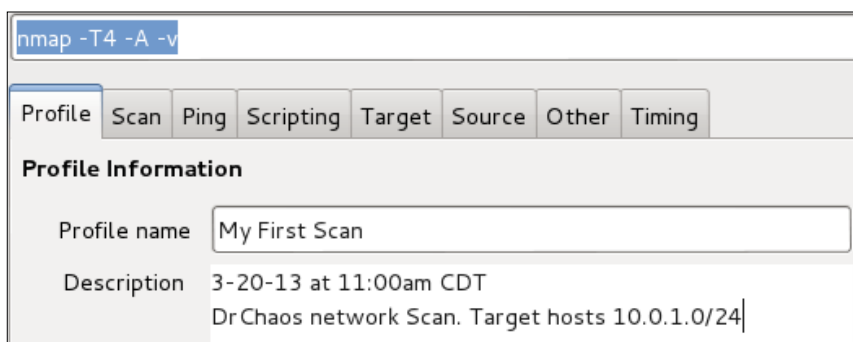 nmap -T4 -A -v
Profile Scan Ping Scripting Target Source Other Timing
Profile Information
Profile name My First Scan
Description 3-20-13 at 11:00am CDT
DrChaos network Scan. Target hosts 10.0.1.0/24